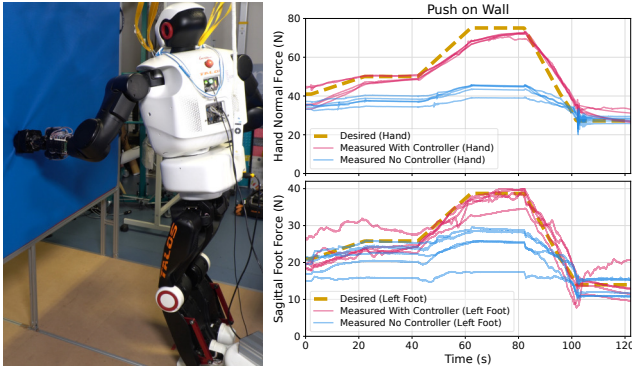 Push on Wall
Hand Normal Force (N)
80
60
40
20
0
Desired (Hand)
Measured With Controller (Hand)
Measured No Controller (Hand)
Sagittal Foot Force (N)
40
30
20
10
0
Desired (Left Foot)
Measured With Controller (Left Foot)
Measured No Controller (Left Foot)
0 20 40 60 80 100 120
Time (s)
TALOS